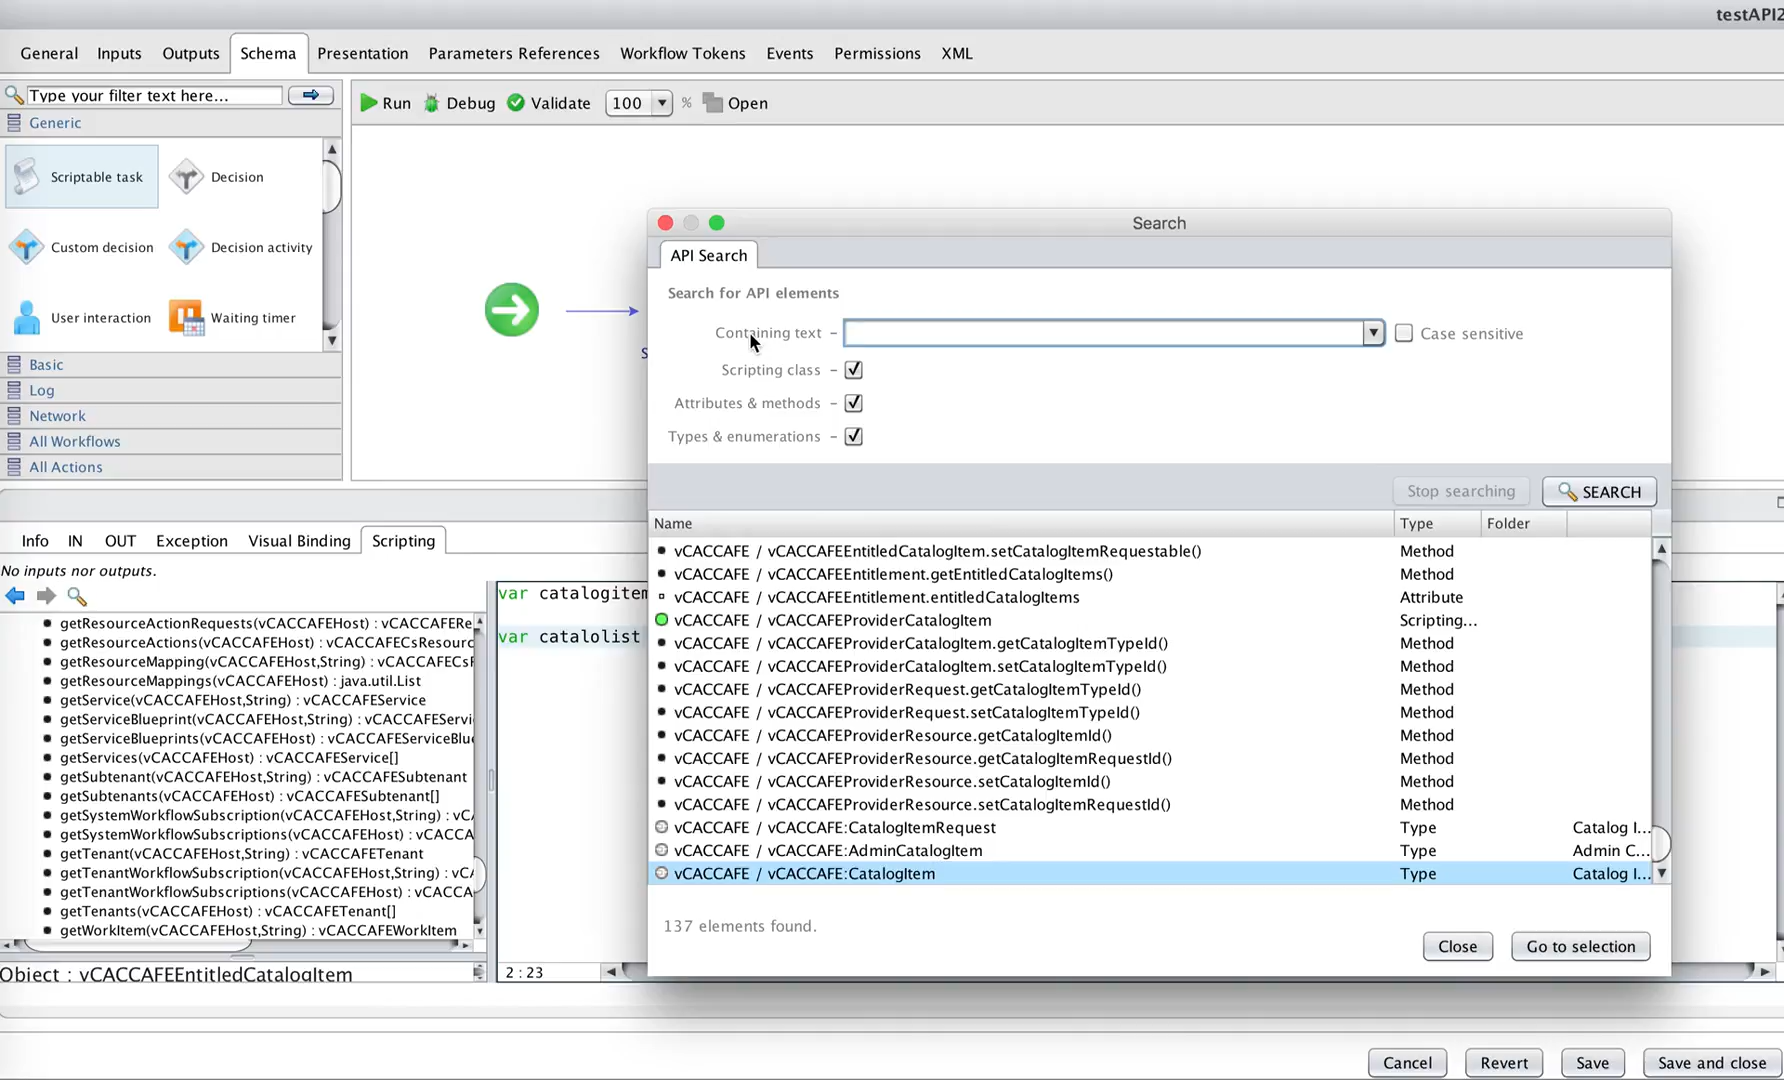 testAPI2
General Inputs Outputs Schema Presentation Parameters References Workflow Tokens Events Permissions XML
Type your filter text here...
Run Debug Validate 100 % Open
Generic
Scriptable task Decision
Custom decision Decision activity
User interaction Waiting timer
Basic
Log
Network
All Workflows
All Actions
Info IN OUT Exception Visual Binding Scripting
No inputs nor outputs.
getResourceActionRequests(vCACCAFEHost) : vCACCAFERe
getResourceActions(vCACCAFEHost) : vCACCAFECsResourc
getResourceMapping(vCACCAFEHost,String) : vCACCAFECsF
getResourceMappings(vCACCAFEHost) : java.util.List
getService(vCACCAFEHost,String) : vCACCAFEService
getServiceBlueprint(vCACCAFEHost,String) : vCACCAFEServi
getServiceBlueprints(vCACCAFEHost) : vCACCAFEServiceBlue
getServices(vCACCAFEHost) : vCACCAFEService[]
getSubtenant(vCACCAFEHost,String) : vCACCAFESubtenant
getSubtenants(vCACCAFEHost) : vCACCAFESubtenant[]
getSystemWorkflowSubscription(vCACCAFEHost,String) : vCA
getSystemWorkflowSubscriptions(vCACCAFEHost) : vCACCA
getTenant(vCACCAFEHost,String) : vCACCAFETenant
getTenantWorkflowSubscription(vCACCAFEHost,String) : vCA
getTenantWorkflowSubscriptions(vCACCAFEHost) : vCACCA
getTenants(vCACCAFEHost) : vCACCAFETenant[]
getWorkItem(vCACCAFEHost,String) : vCACCAFEWorkItem
Object : vCACCAFEEntitledCatalogItem
var catalogitem
var catalolist
2 : 23
Search
API Search
Search for API elements
Containing text – Case sensitive
Scripting class –
Attributes & methods –
Types & enumerations –
Stop searching SEARCH
Name Type Folder
vCACCAFE / vCACCAFEEntitledCatalogItem.setCatalogItemRequestable() Method
vCACCAFE / vCACCAFEEntitlement.getEntitledCatalogItems() Method
vCACCAFE / vCACCAFEEntitlement.entitledCatalogItems Attribute
vCACCAFE / vCACCAFEProviderCatalogItem Scripting...
vCACCAFE / vCACCAFEProviderCatalogItem.getCatalogItemTypeId() Method
vCACCAFE / vCACCAFEProviderCatalogItem.setCatalogItemTypeId() Method
vCACCAFE / vCACCAFEProviderRequest.getCatalogItemTypeId() Method
vCACCAFE / vCACCAFEProviderRequest.setCatalogItemTypeId() Method
vCACCAFE / vCACCAFEProviderResource.getCatalogItemId() Method
vCACCAFE / vCACCAFEProviderResource.getCatalogItemRequestId() Method
vCACCAFE / vCACCAFEProviderResource.setCatalogItemId() Method
vCACCAFE / vCACCAFEProviderResource.setCatalogItemRequestId() Method
vCACCAFE / vCACCAFE:CatalogItemRequest Type Catalog I...
vCACCAFE / vCACCAFE:AdminCatalogItem Type Admin C...
vCACCAFE / vCACCAFE:CatalogItem Type Catalog I...
137 elements found.
Close Go to selection
Cancel Revert Save Save and close